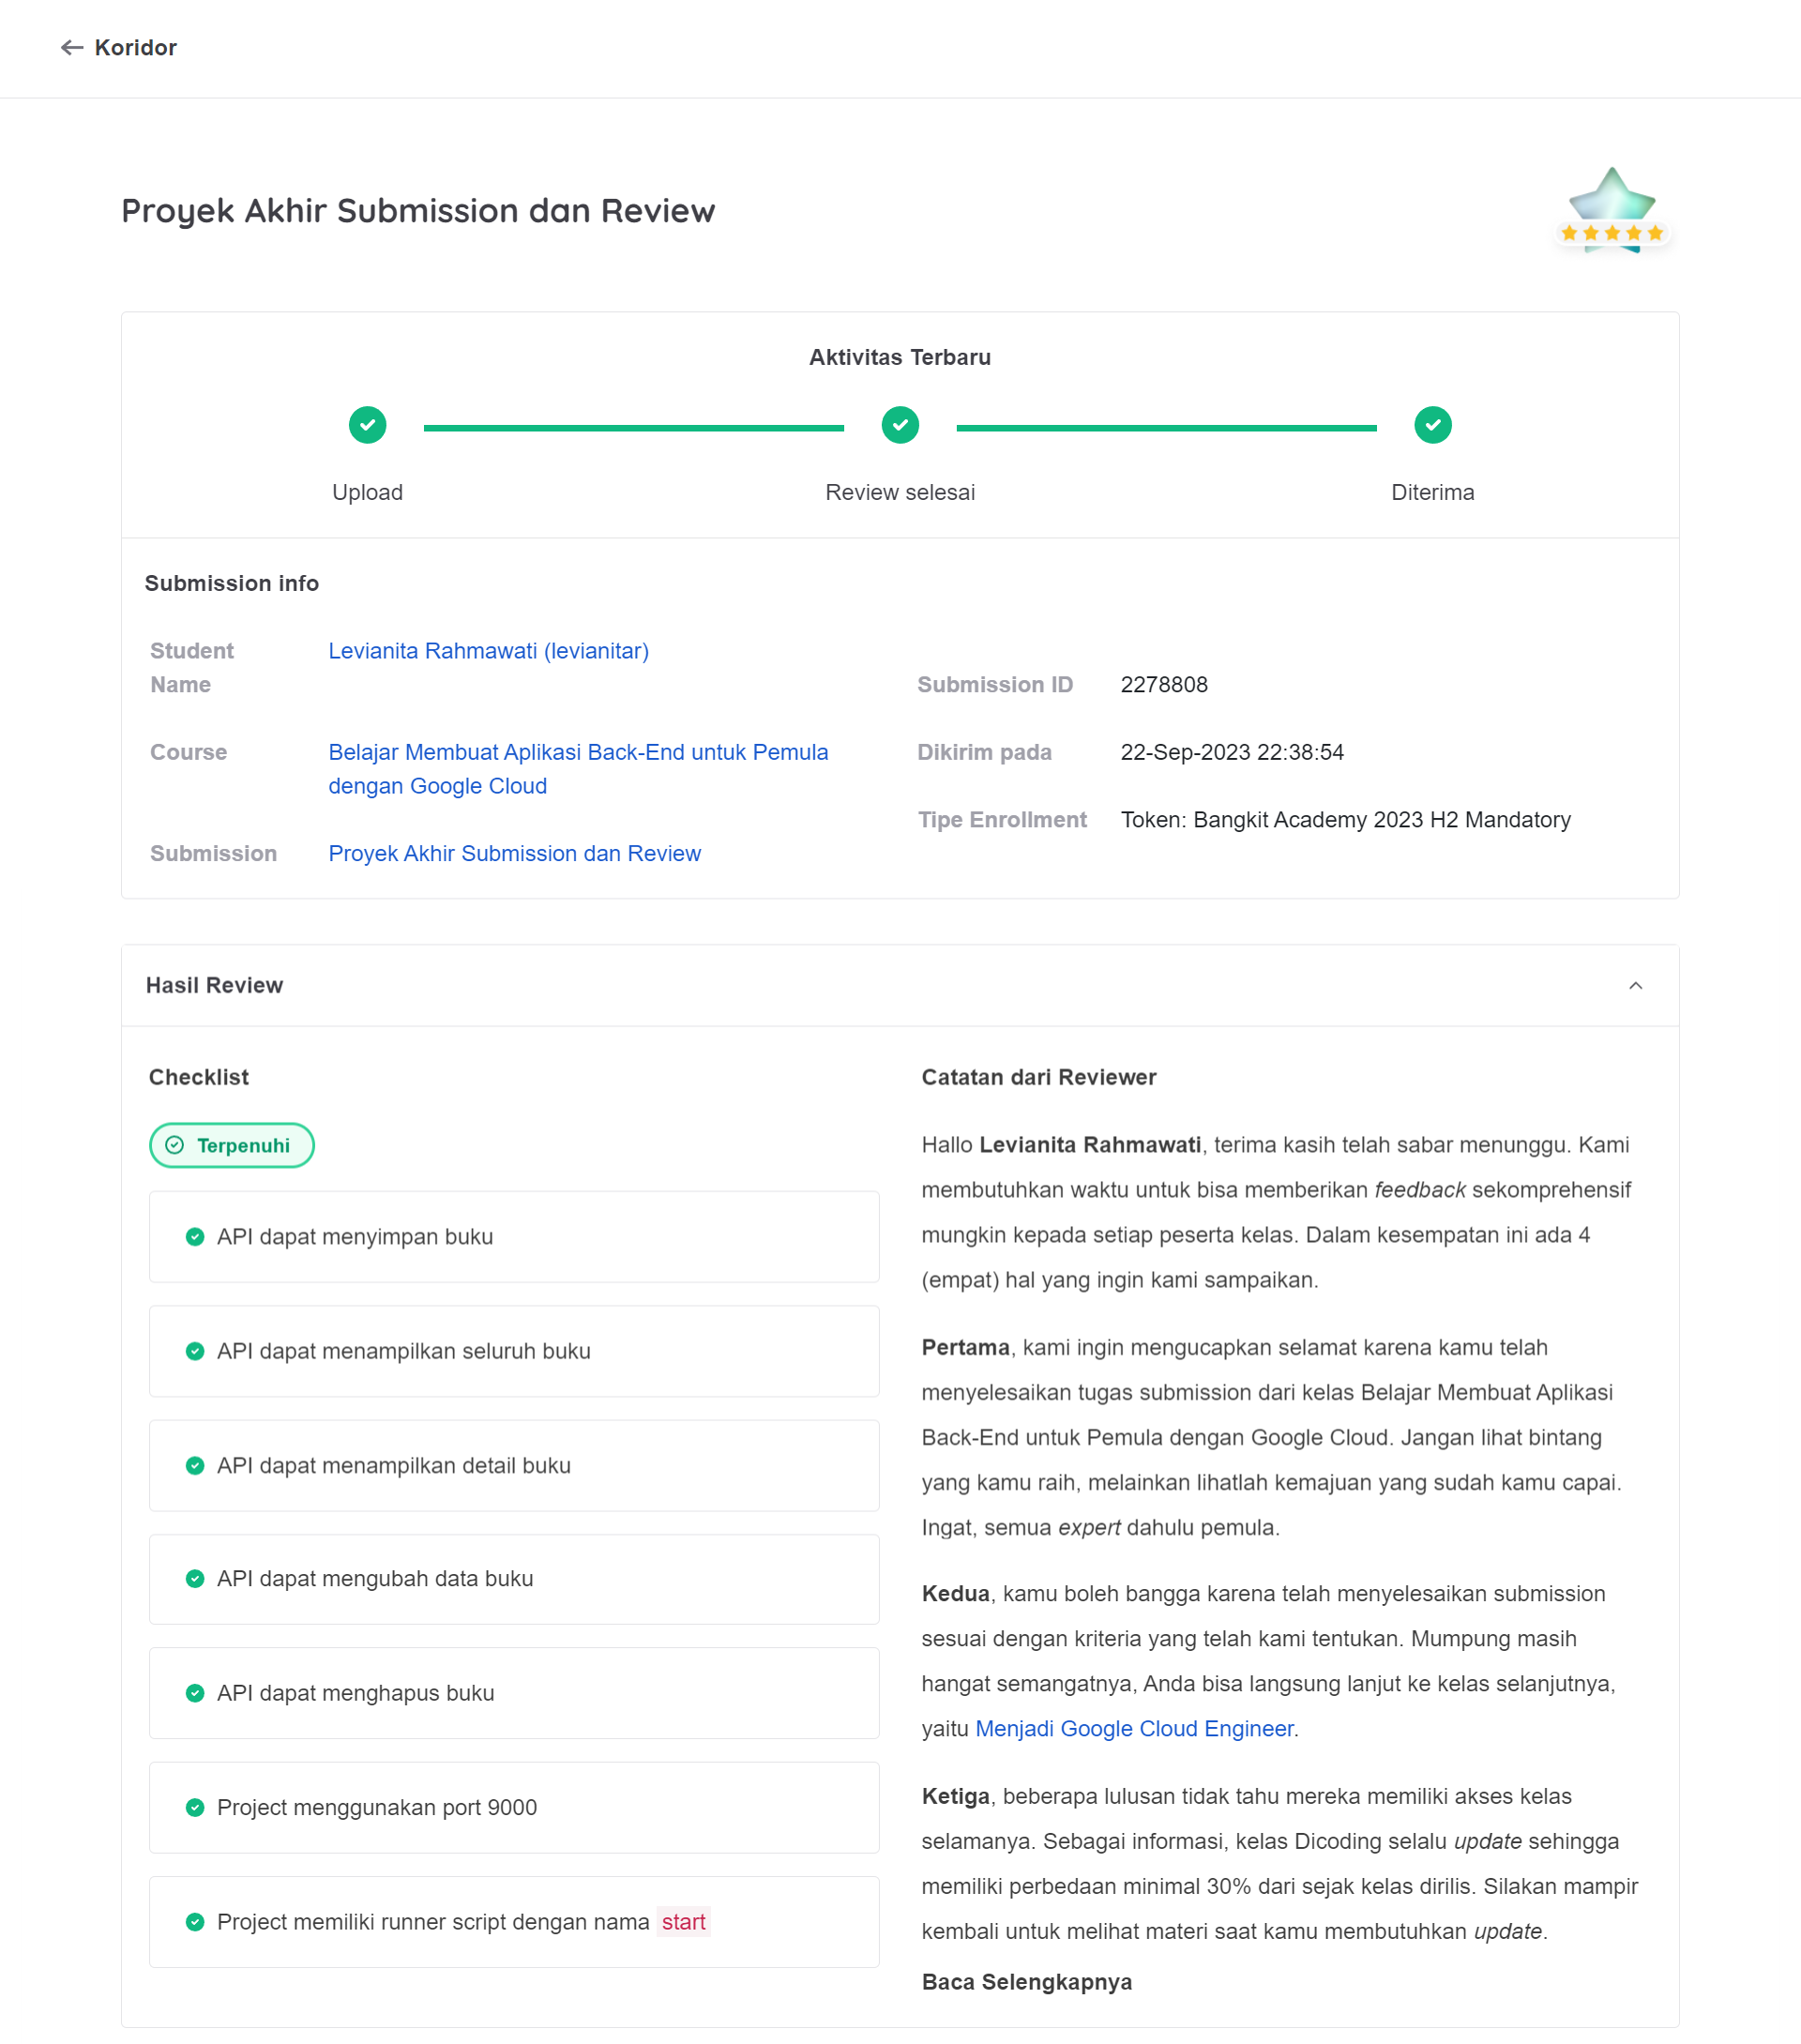 Koridor
Proyek Akhir Submission dan Review
Aktivitas Terbaru
Upload
Review selesai
Diterima
Submission info
Student
Name
Levianita Rahmawati (levianitar)
Course
Belajar Membuat Aplikasi Back-End untuk Pemula
dengan Google Cloud
Submission
Proyek Akhir Submission dan Review
Submission ID
2278808
Dikirim pada
22-Sep-2023 22:38:54
Tipe Enrollment
Token: Bangkit Academy 2023 H2 Mandatory
Hasil Review
Checklist
Terpenuhi
API dapat menyimpan buku
API dapat menampilkan seluruh buku
API dapat menampilkan detail buku
API dapat mengubah data buku
API dapat menghapus buku
Project menggunakan port 9000
Project memiliki runner script dengan nama start
Catatan dari Reviewer
Hallo Levianita Rahmawati, terima kasih telah sabar menunggu. Kami
membutuhkan waktu untuk bisa memberikan feedback sekomprehensif
mungkin kepada setiap peserta kelas. Dalam kesempatan ini ada 4
(empat) hal yang ingin kami sampaikan.
Pertama, kami ingin mengucapkan selamat karena kamu telah
menyelesaikan tugas submission dari kelas Belajar Membuat Aplikasi
Back-End untuk Pemula dengan Google Cloud. Jangan lihat bintang
yang kamu raih, melainkan lihatlah kemajuan yang sudah kamu capai.
Ingat, semua expert dahulu pemula.
Kedua, kamu boleh bangga karena telah menyelesaikan submission
sesuai dengan kriteria yang telah kami tentukan. Mumpung masih
hangat semangatnya, Anda bisa langsung lanjut ke kelas selanjutnya,
yaitu Menjadi Google Cloud Engineer.
Ketiga, beberapa lulusan tidak tahu mereka memiliki akses kelas
selamanya. Sebagai informasi, kelas Dicoding selalu update sehingga
memiliki perbedaan minimal 30% dari sejak kelas dirilis. Silakan mampir
kembali untuk melihat materi saat kamu membutuhkan update.
Baca Selengkapnya